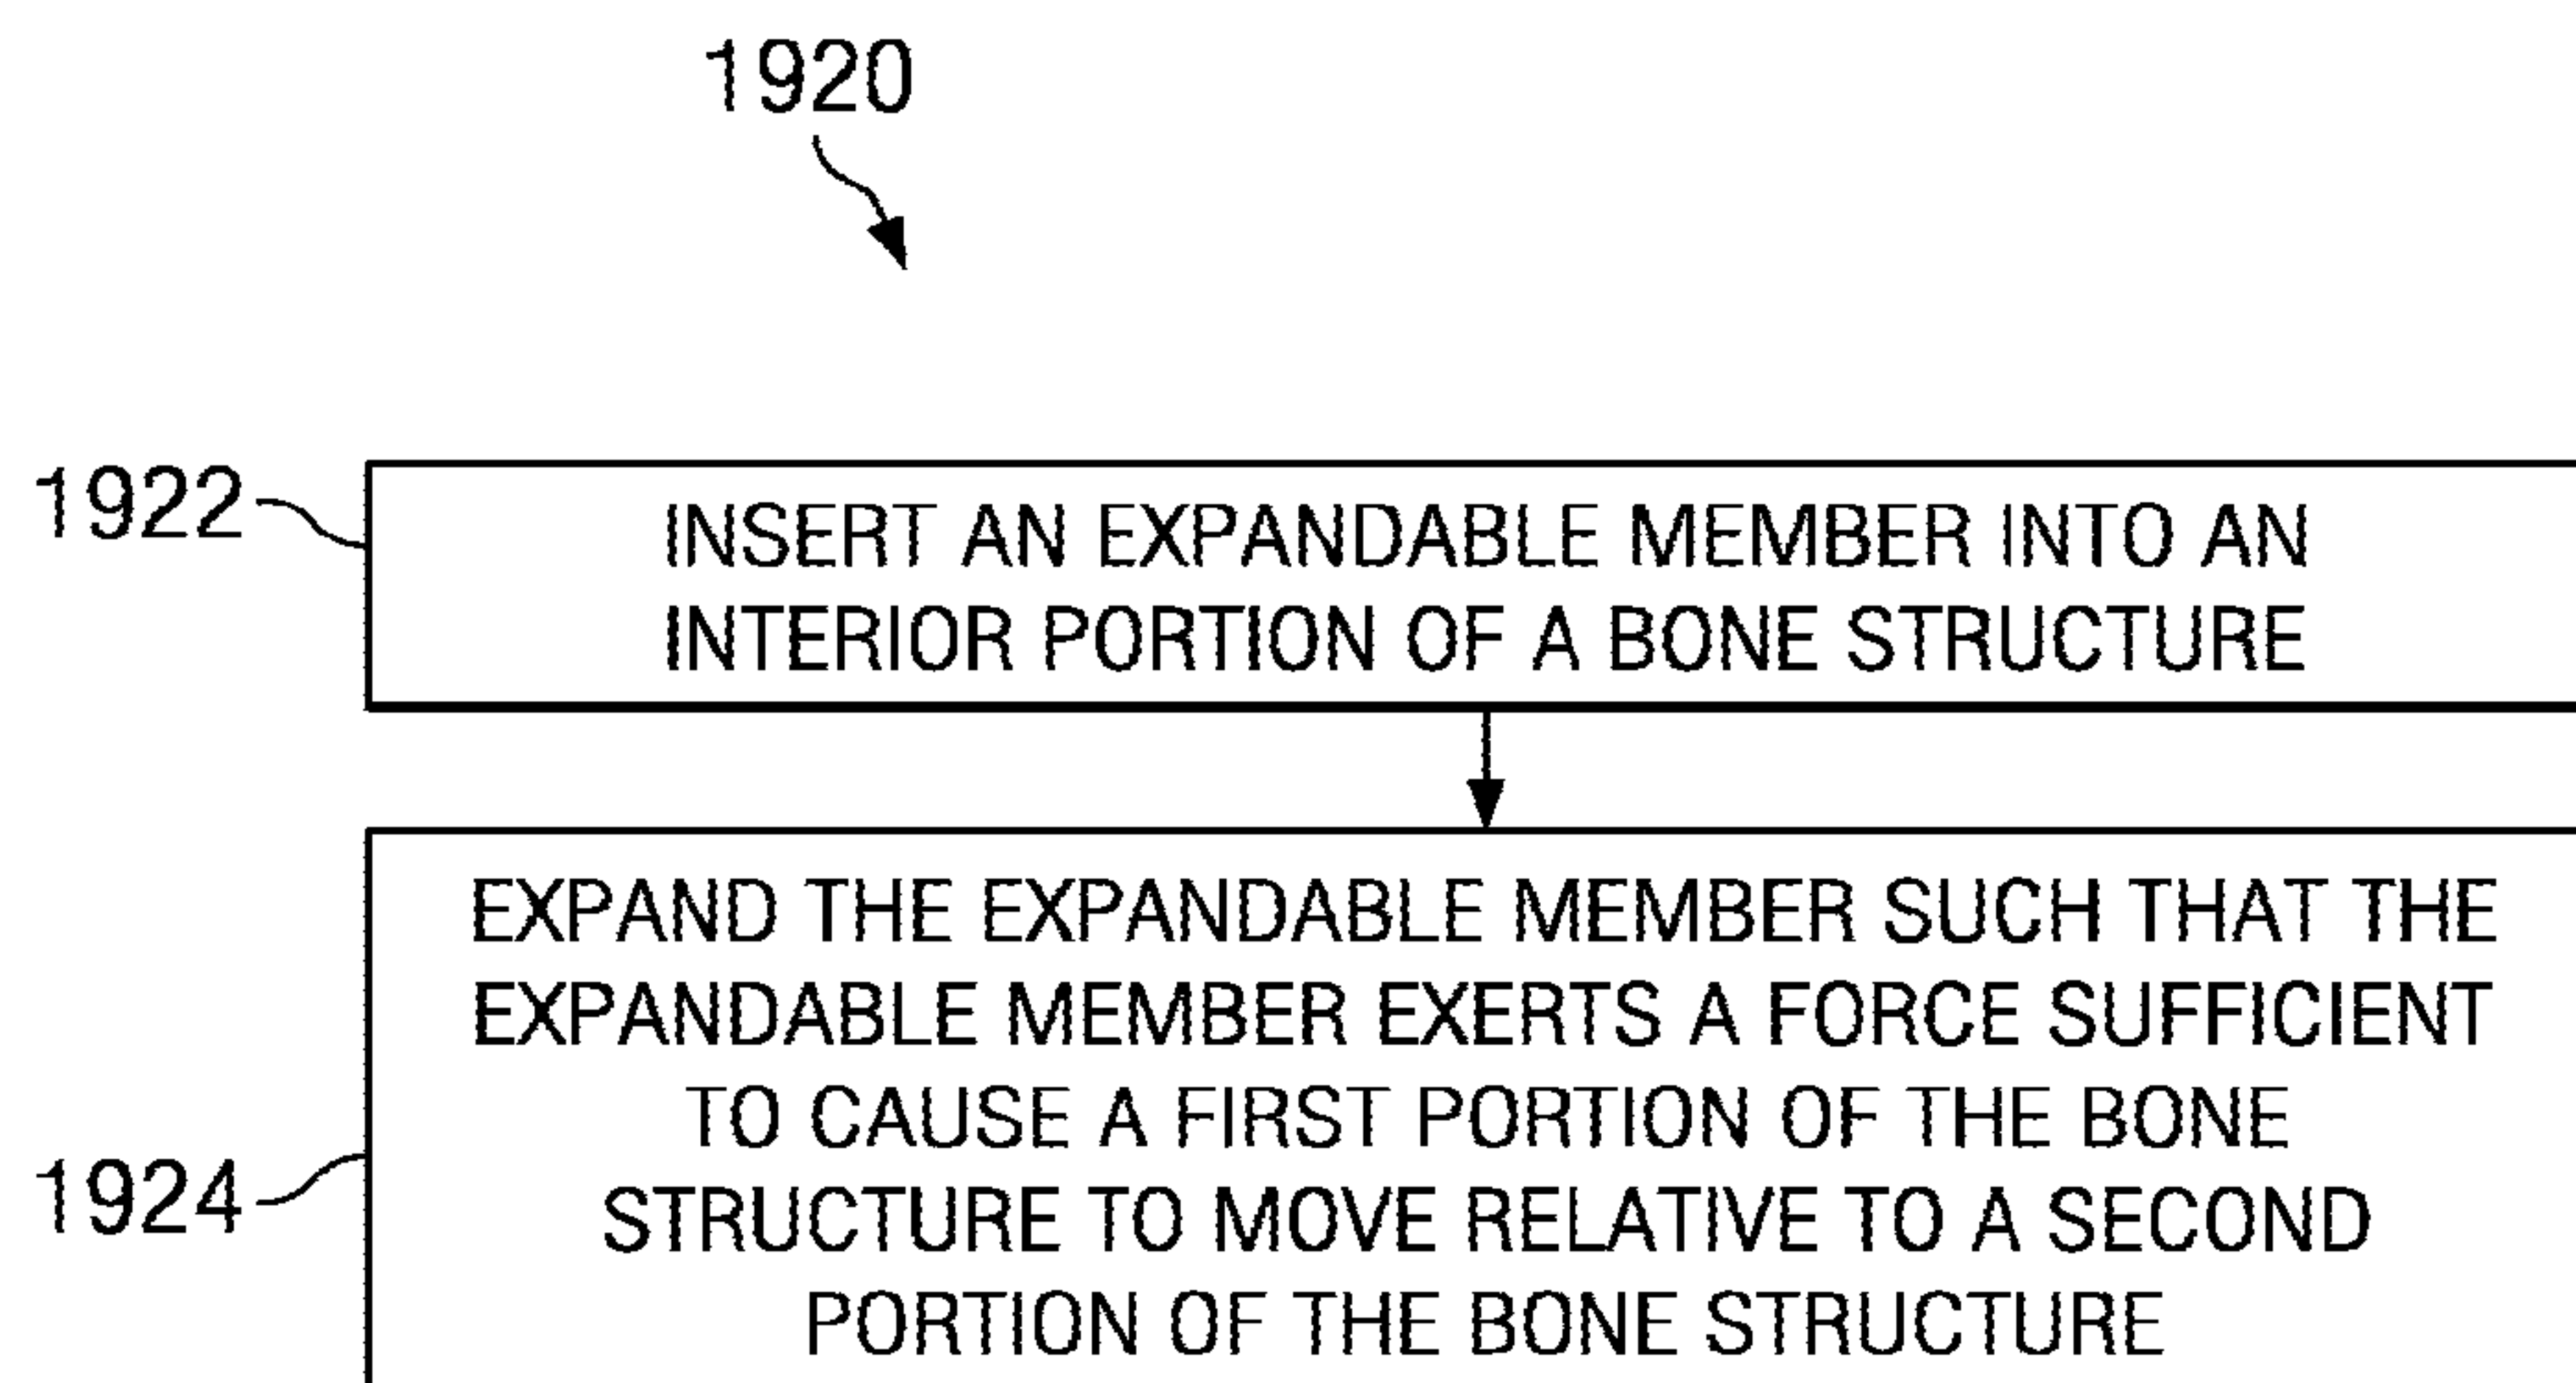 1920
1922
INSERT AN EXPANDABLE MEMBER INTO AN
INTERIOR PORTION OF A BONE STRUCTURE
EXPAND THE EXPANDABLE MEMBER SUCH THAT THE
EXPANDABLE MEMBER EXERTS A FORCE SUFFICIENT
TO CAUSE A FIRST PORTION OF THE BONE
1924
STRUCTURE TO MOVE RELATIVE TO A SECOND
PORTION OF THE BONE STRUCTURE